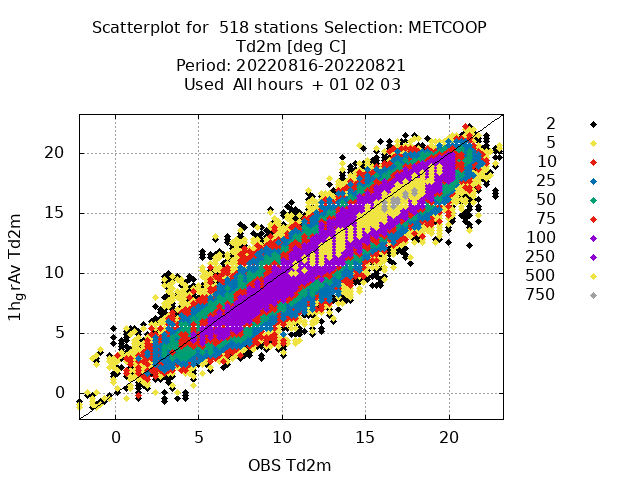 Scatterplot for  518 stations Selection: METCOOP
Td2m [deg C]
Period: 20220816-20220821
Used  All hours  + 01 02 03
2
5
10
25
50
75
100
250
500
750
20
15
10
5
0
1hgrAv Td2m
0 5 10 15 20
OBS Td2m